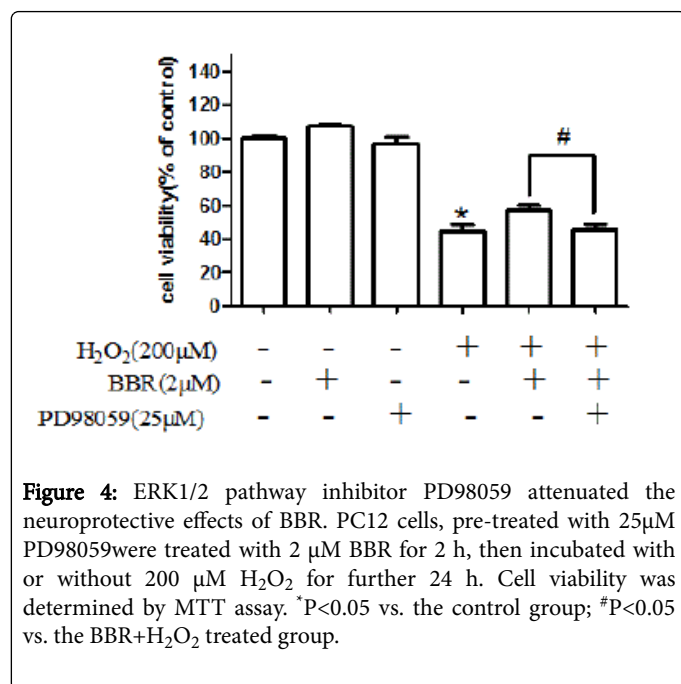 cell viability(% of control)
140
120
100
80
60
40
20
0
*
#
H₂O₂(200μM) - - - + + +
BBR(2μM) - + - - + +
PD98059(25μM) - - + - - +
Figure 4: ERK1/2 pathway inhibitor PD98059 attenuated the
neuroprotective effects of BBR. PC12 cells, pre-treated with 25μM
PD98059were treated with 2 μM BBR for 2 h, then incubated with
or without 200 μM H₂O₂ for further 24 h. Cell viability was
determined by MTT assay. *P<0.05 vs. the control group; #P<0.05
vs. the BBR+H₂O₂ treated group.